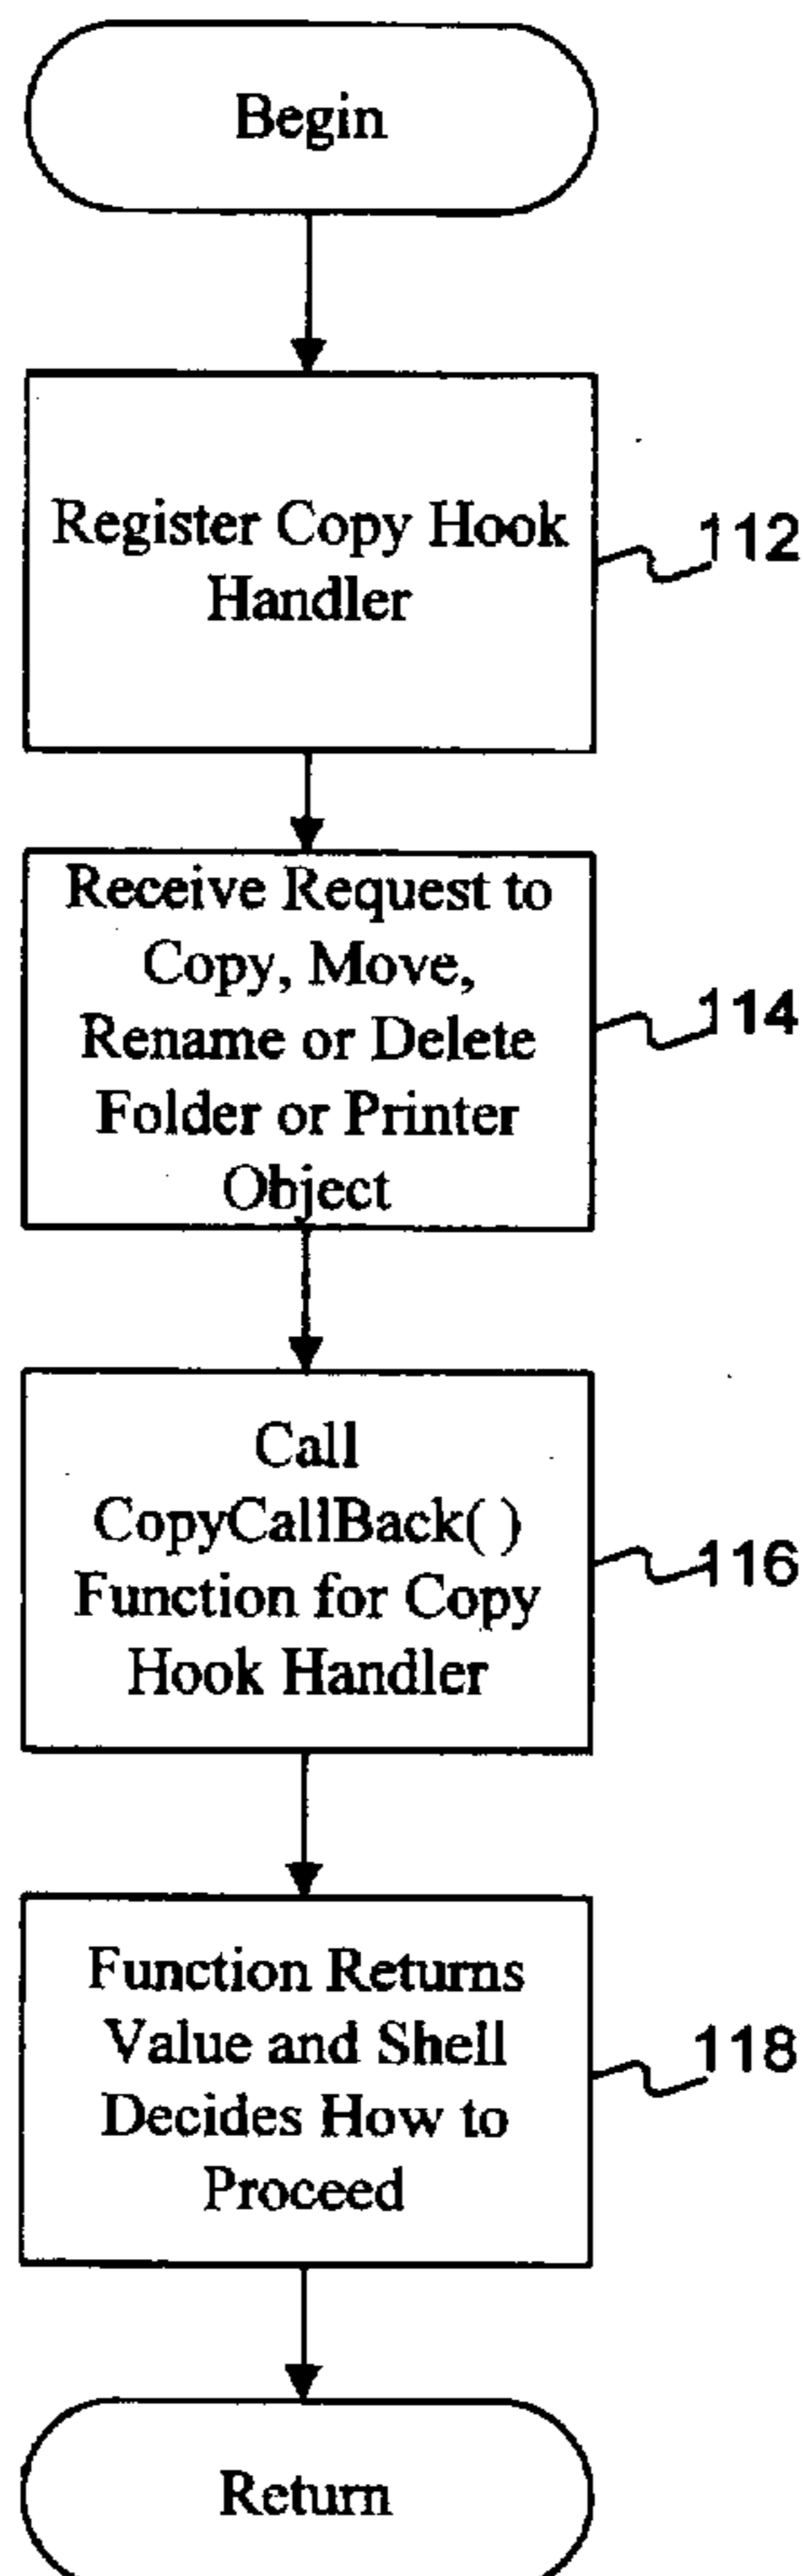 Begin
Register Copy Hook
Handler
112
Receive Request to
Copy, Move,
Rename or Delete
Folder or Printer
Object
114
Call
CopyCallBack( )
Function for Copy
Hook Handler
116
Function Returns
Value and Shell
Decides How to
Proceed
118
Return